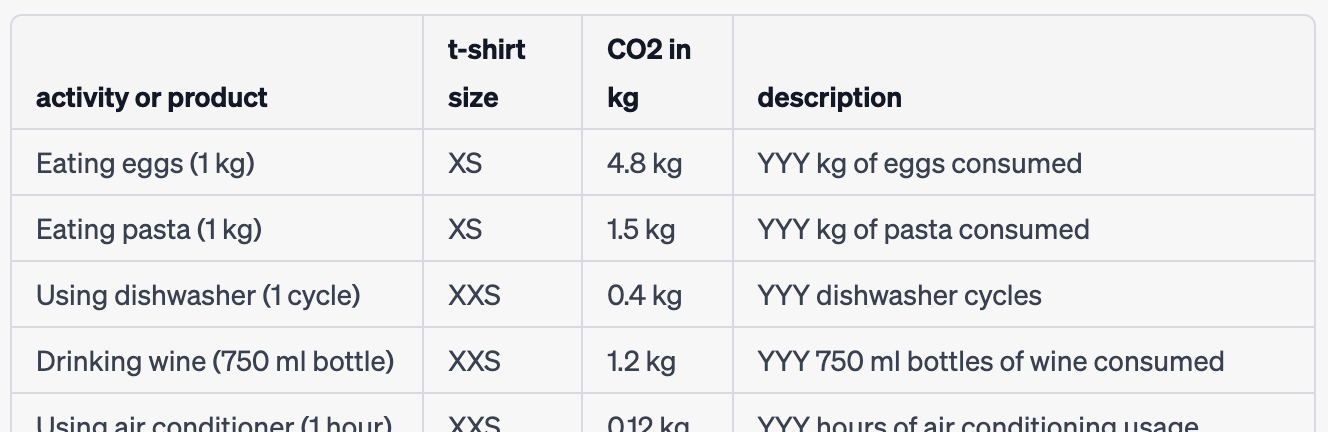 activity or product t-shirt size CO2 in kg description
Eating eggs (1 kg) XS 4.8 kg YYY kg of eggs consumed
Eating pasta (1 kg) XS 1.5 kg YYY kg of pasta consumed
Using dishwasher (1 cycle) XXS 0.4 kg YYY dishwasher cycles
Drinking wine (750 ml bottle) XXS 1.2 kg YYY 750 ml bottles of wine consumed
Using air conditioner (1 hour) XXS 0.12 kg YYY hours of air conditioning usage